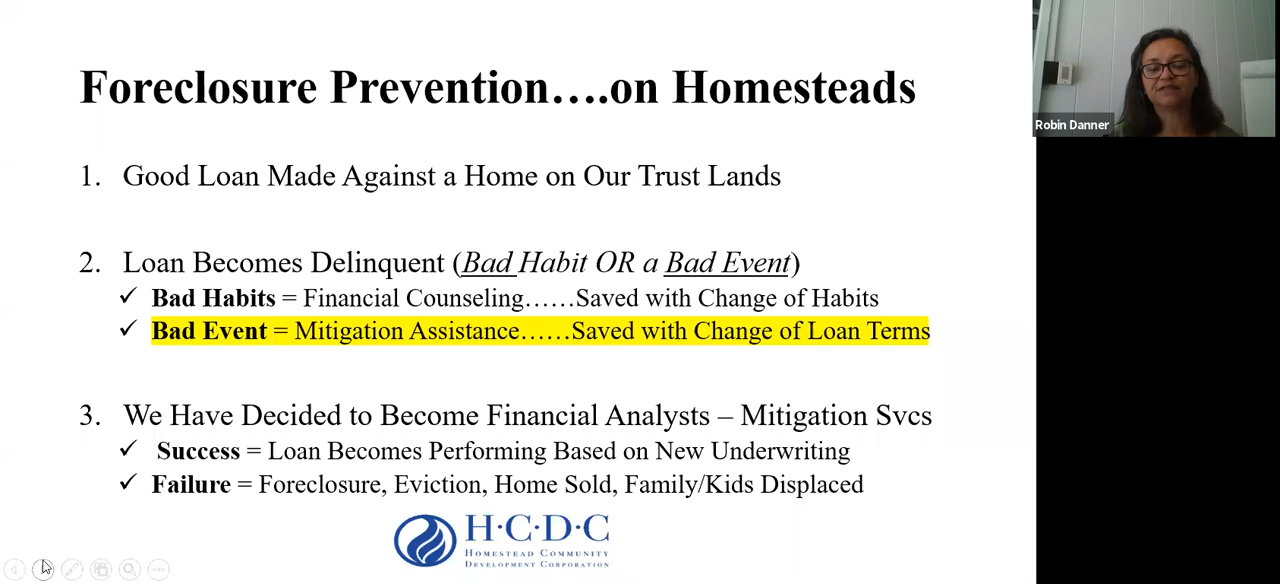 Foreclosure Prevention….on Homesteads
Robin Danner
1. Good Loan Made Against a Home on Our Trust Lands
2. Loan Becomes Delinquent (Bad Habit OR a Bad Event)
✓ Bad Habits = Financial Counseling……Saved with Change of Habits
✓ Bad Event = Mitigation Assistance……Saved with Change of Loan Terms
3. We Have Decided to Become Financial Analysts – Mitigation Svcs
✓ Success = Loan Becomes Performing Based on New Underwriting
✓ Failure = Foreclosure, Eviction, Home Sold, Family/Kids Displaced
H·C·D·C
Homestead Community
Development Corporation